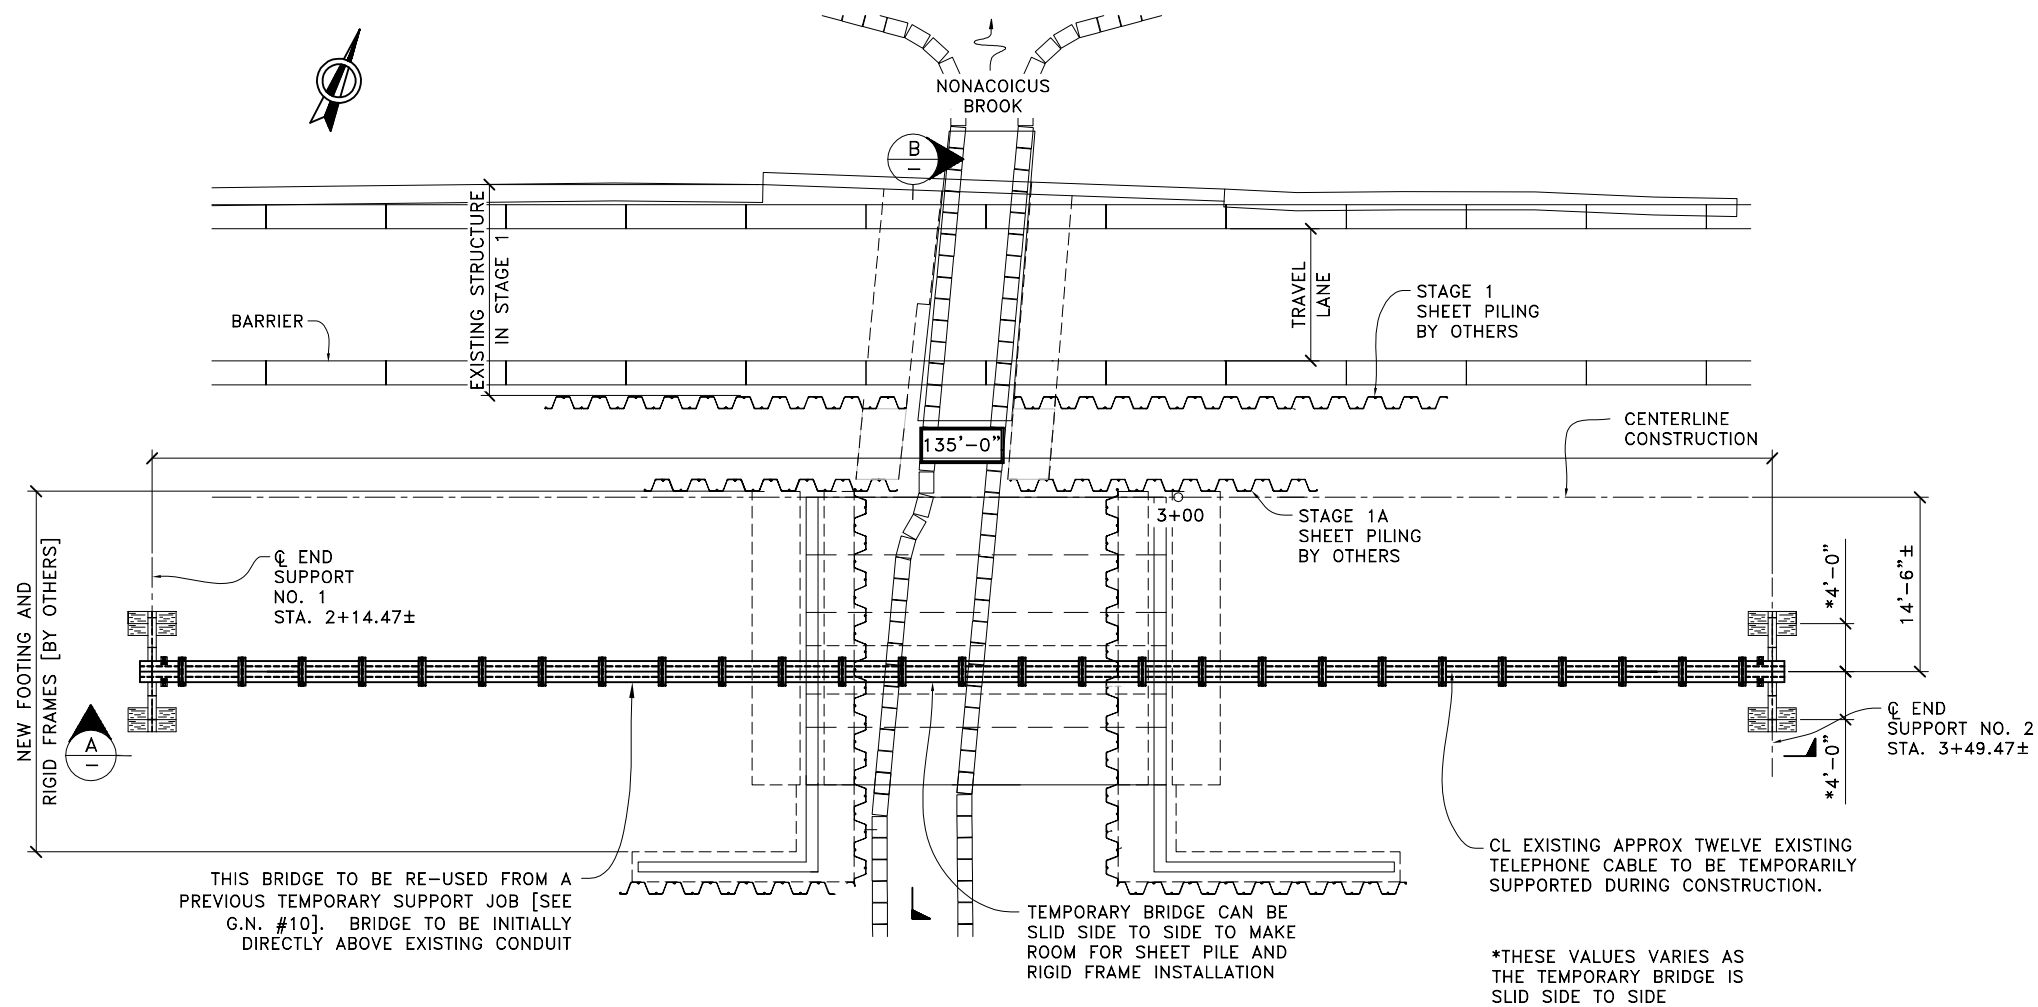 NONACOICUS
BROOK
B
–
EXISTING STRUCTURE
IN STAGE 1
TRAVEL
LANE
STAGE 1
SHEET PILING
BY OTHERS
BARRIER
CENTERLINE
CONSTRUCTION
135'-0"
3+00
STAGE 1A
SHEET PILING
BY OTHERS
NEW FOOTING AND
RIGID FRAMES [BY OTHERS]
℄ END
SUPPORT
NO. 1
STA. 2+14.47±
*4'-0"
14'-6"±
A
–
℄ END
SUPPORT NO. 2
STA. 3+49.47±
*4'-0"
THIS BRIDGE TO BE RE-USED FROM A
PREVIOUS TEMPORARY SUPPORT JOB [SEE
G.N. #10]. BRIDGE TO BE INITIALLY
DIRECTLY ABOVE EXISTING CONDUIT
TEMPORARY BRIDGE CAN BE
SLID SIDE TO SIDE TO MAKE
ROOM FOR SHEET PILE AND
RIGID FRAME INSTALLATION
CL EXISTING APPROX TWELVE EXISTING
TELEPHONE CABLE TO BE TEMPORARILY
SUPPORTED DURING CONSTRUCTION.
*THESE VALUES VARIES AS
THE TEMPORARY BRIDGE IS
SLID SIDE TO SIDE